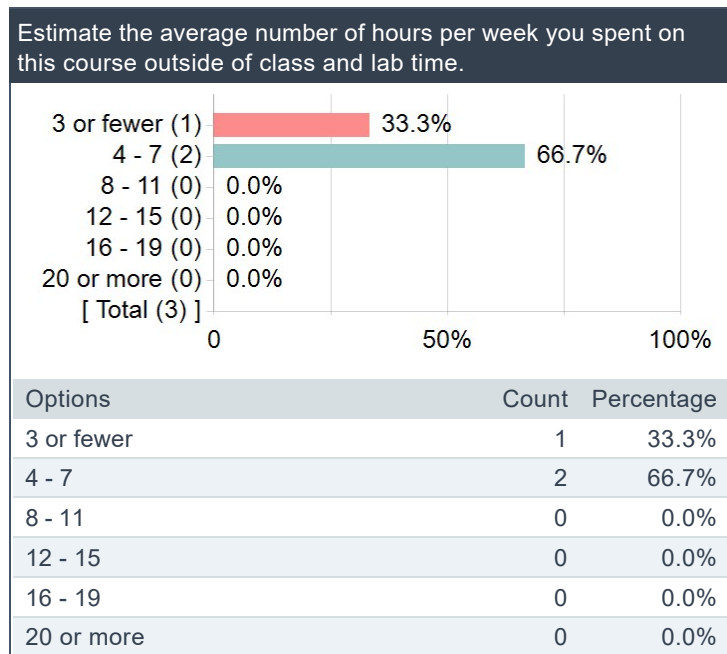 Estimate the average number of hours per week you spent on
this course outside of class and lab time.
3 or fewer (1) 33.3%
4 - 7 (2) 66.7%
8 - 11 (0) 0.0%
12 - 15 (0) 0.0%
16 - 19 (0) 0.0%
20 or more (0) 0.0%
[ Total (3) ]
0 50% 100%
Options Count Percentage
3 or fewer 1 33.3%
4 - 7 2 66.7%
8 - 11 0 0.0%
12 - 15 0 0.0%
16 - 19 0 0.0%
20 or more 0 0.0%